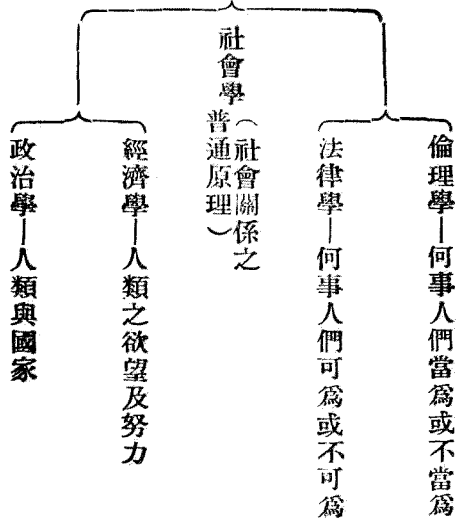 倫理學—何事人們當爲或不當爲
法律學—何事人們可爲或不可爲
社會學(社會關係之
普通原理)
經濟學—人類之欲望及努力
政治學—人類與國家